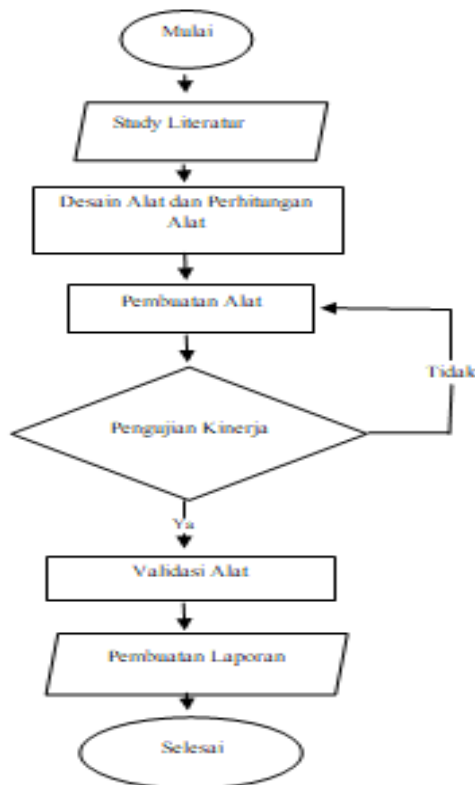 Mulai
Study Literatur
Desain Alat dan Perhitungan
Alat
Pembuatan Alat
Tidak
Pengujian Kinerja
Ya
Validasi Alat
Pembuatan Laporan
Selesai